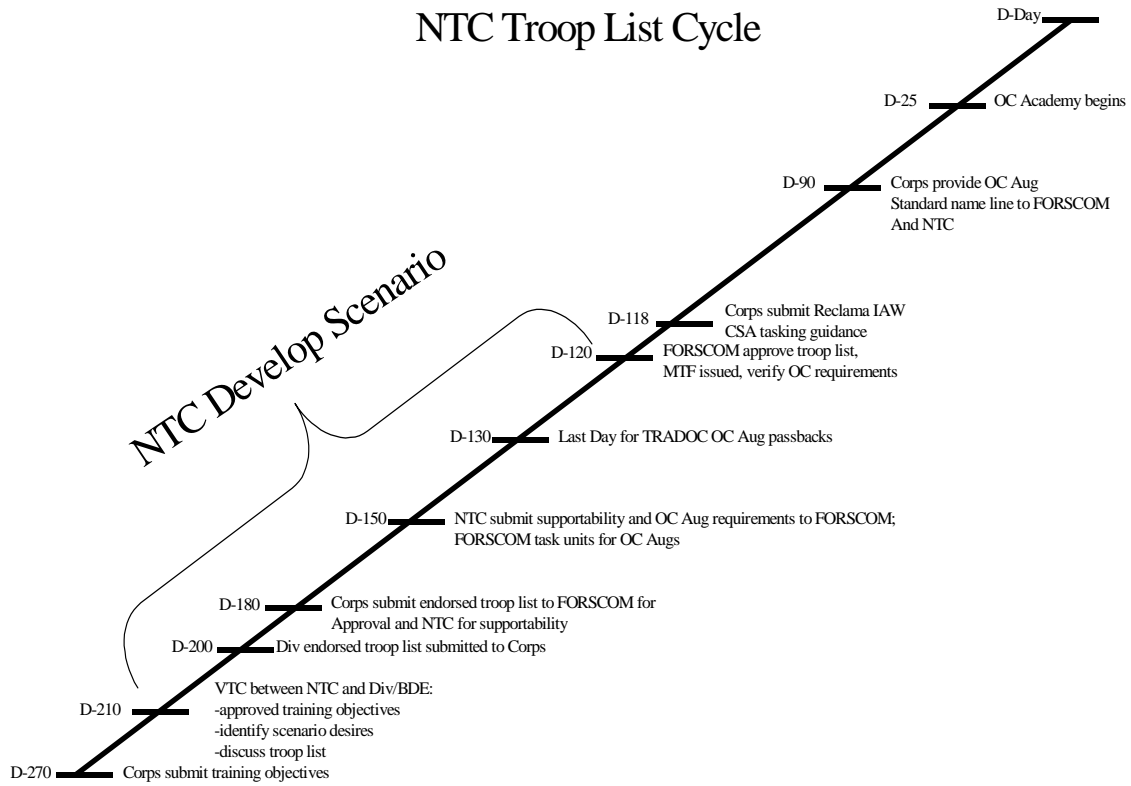 NTC Troop List Cycle
D-Day
D-25
OC Academy begins
D-90
Corps provide OC Aug
Standard name line to FORSCOM
And NTC
NTC Develop Scenario
D-118
Corps submit Reclama IAW
CSA tasking guidance
D-120
FORSCOM approve troop list,
MTF issued, verify OC requirements
D-130
Last Day for TRADOC OC Aug passbacks
D-150
NTC submit supportability and OC Aug requirements to FORSCOM;
FORSCOM task units for OC Augs
D-180
Corps submit endorsed troop list to FORSCOM for
Approval and NTC for supportability
D-200
Div endorsed troop list submitted to Corps
D-210
VTC between NTC and Div/BDE:
-approved training objectives
-identify scenario desires
-discuss troop list
D-270
Corps submit training objectives